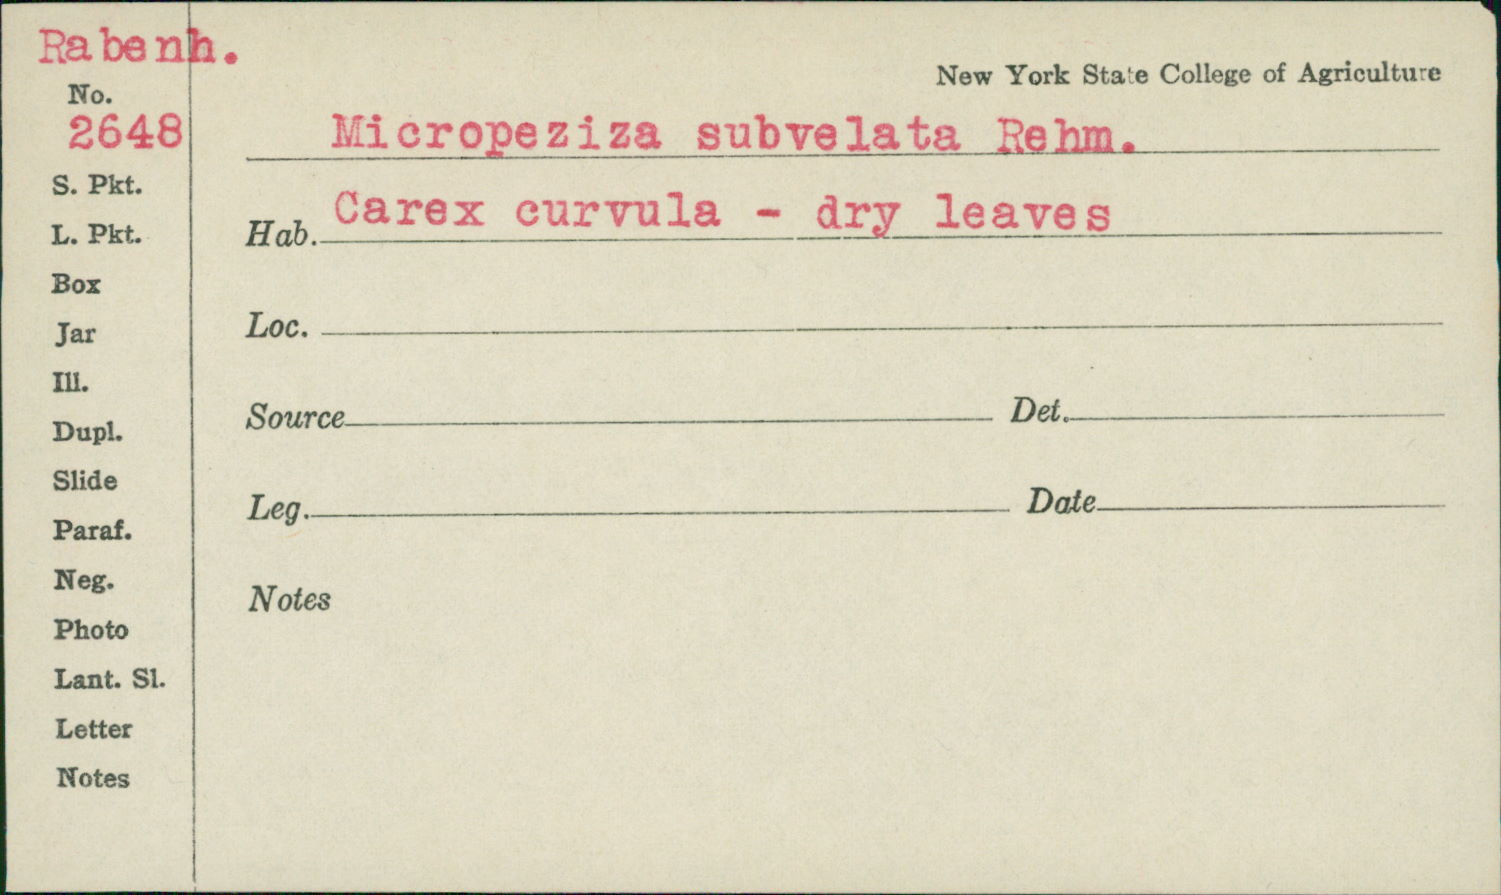 Rabenh.
New York State College of Agriculture
No.
2648
Micropeziza subvelata Rehm.
S. Pkt.
Hab. Carex curvula - dry leaves
L. Pkt.
Box
Loc.
Jar
Ill.
Source Det.
Dupl.
Slide
Leg. Date
Paraf.
Neg.
Notes
Photo
Lant. Sl.
Letter
Notes